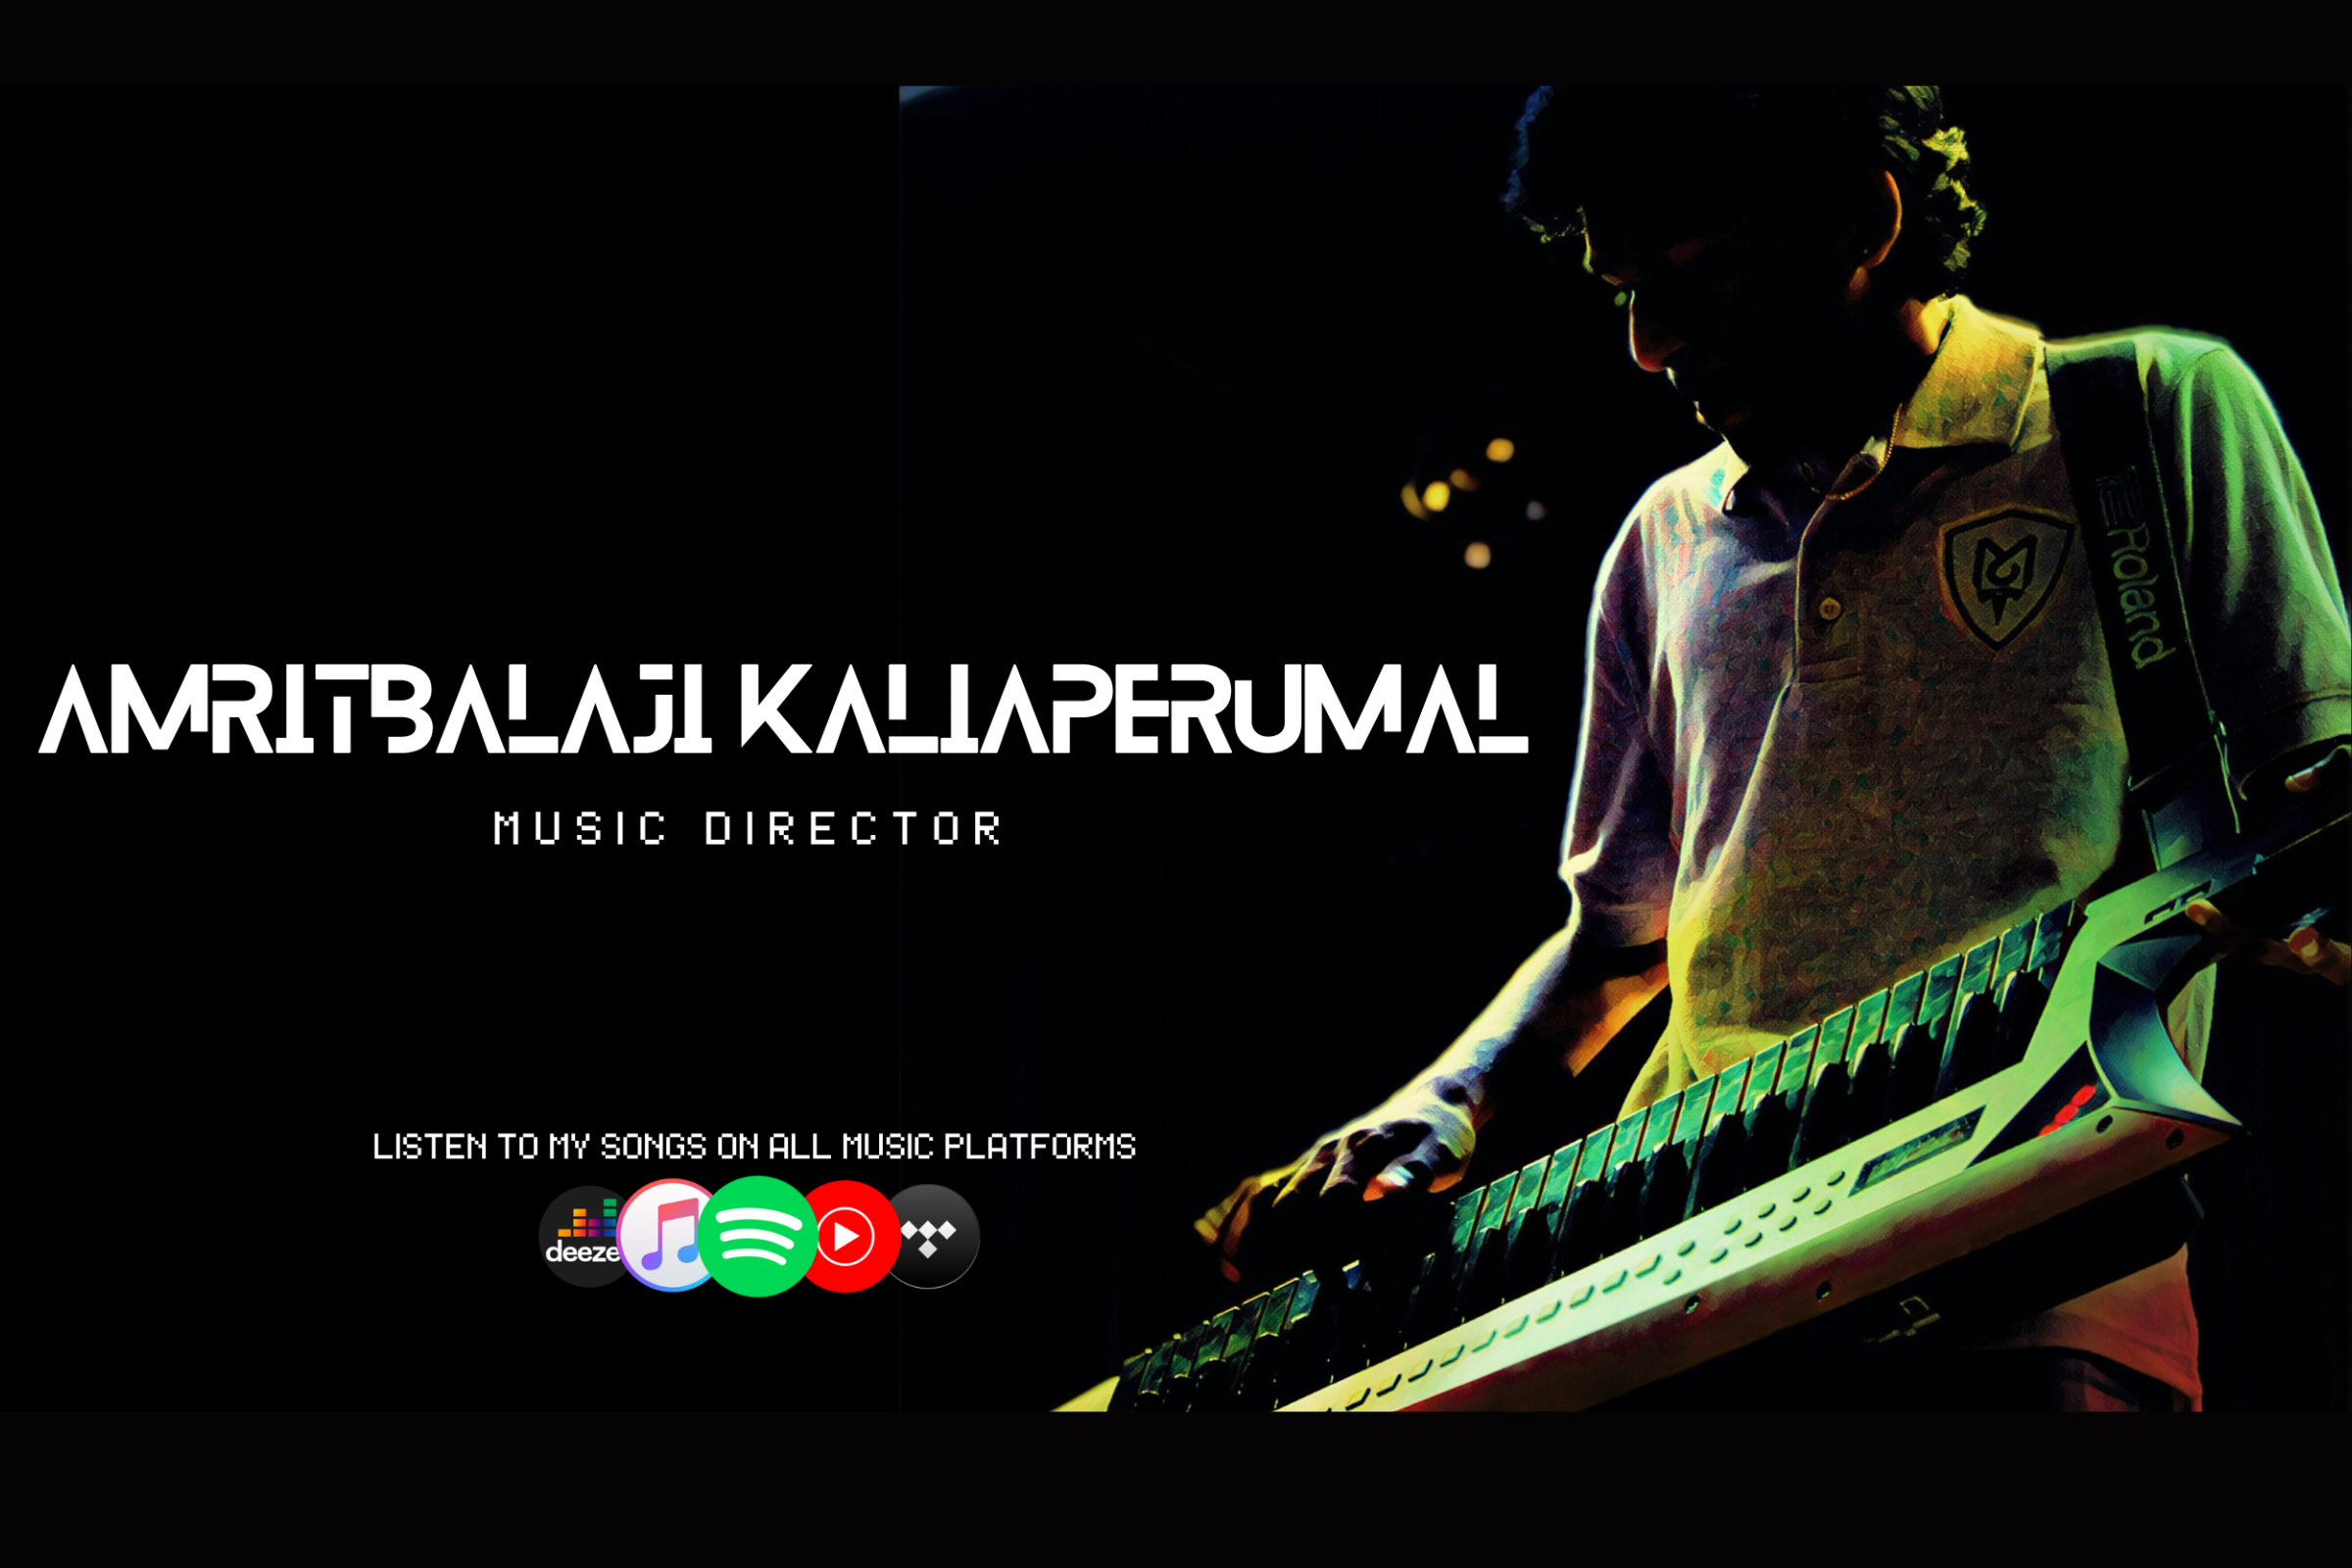 AMRITBALAJI KALIAPERUMAL
MUSIC DIRECTOR
LISTEN TO MY SONGS ON ALL MUSIC PLATFORMS
deeze
Roland